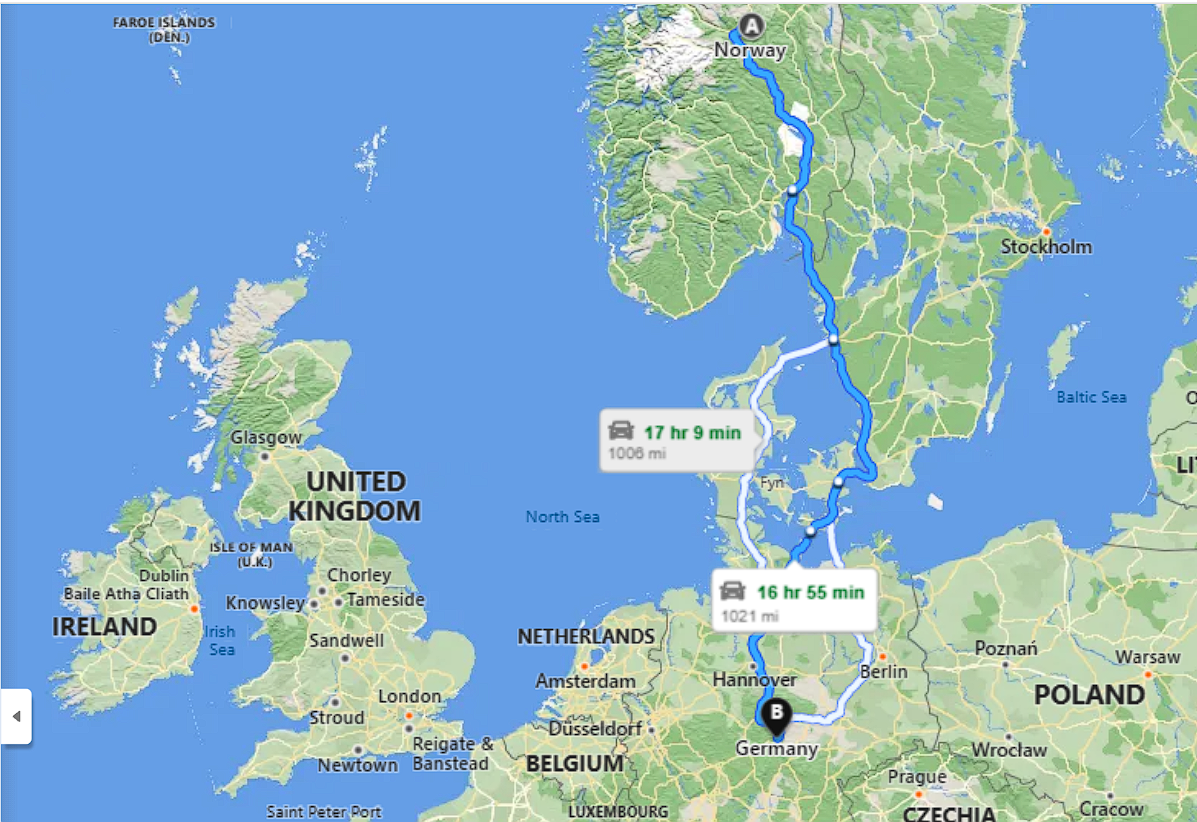 FAROE ISLANDS
(DEN.)
A
Norway
Stockholm
Baltic Sea
Glasgow
17 hr 9 min
1006 mi
UNITED
KINGDOM
Fyn
North Sea
LI
O
ISLE OF MAN
(U.K.)
Dublin
Baile Atha Cliath
Chorley
Knowsley
Tameside
16 hr 55 min
1021 mi
IRELAND
Irish
Sea
Sandwell
NETHERLANDS
Amsterdam
Hannover
Berlin
Poznań
Warsaw
POLAND
London
Stroud
B
Düsseldorf
Germany
Reigate &
Banstead
Newtown
BELGIUM
Wrocław
Prague
Saint Peter Port
LUXEMBOURG
CZECHIA
Cracow